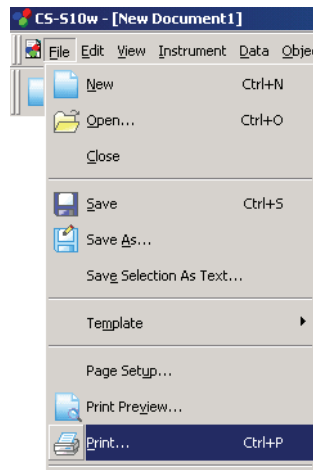 CS-S10w - [New Document1]
File Edit View Instrument Data Obje
New Ctrl+N
Open... Ctrl+O
Close
Save Ctrl+S
Save As...
Save Selection As Text...
Template
Page Setup...
Print Preview...
Print... Ctrl+P